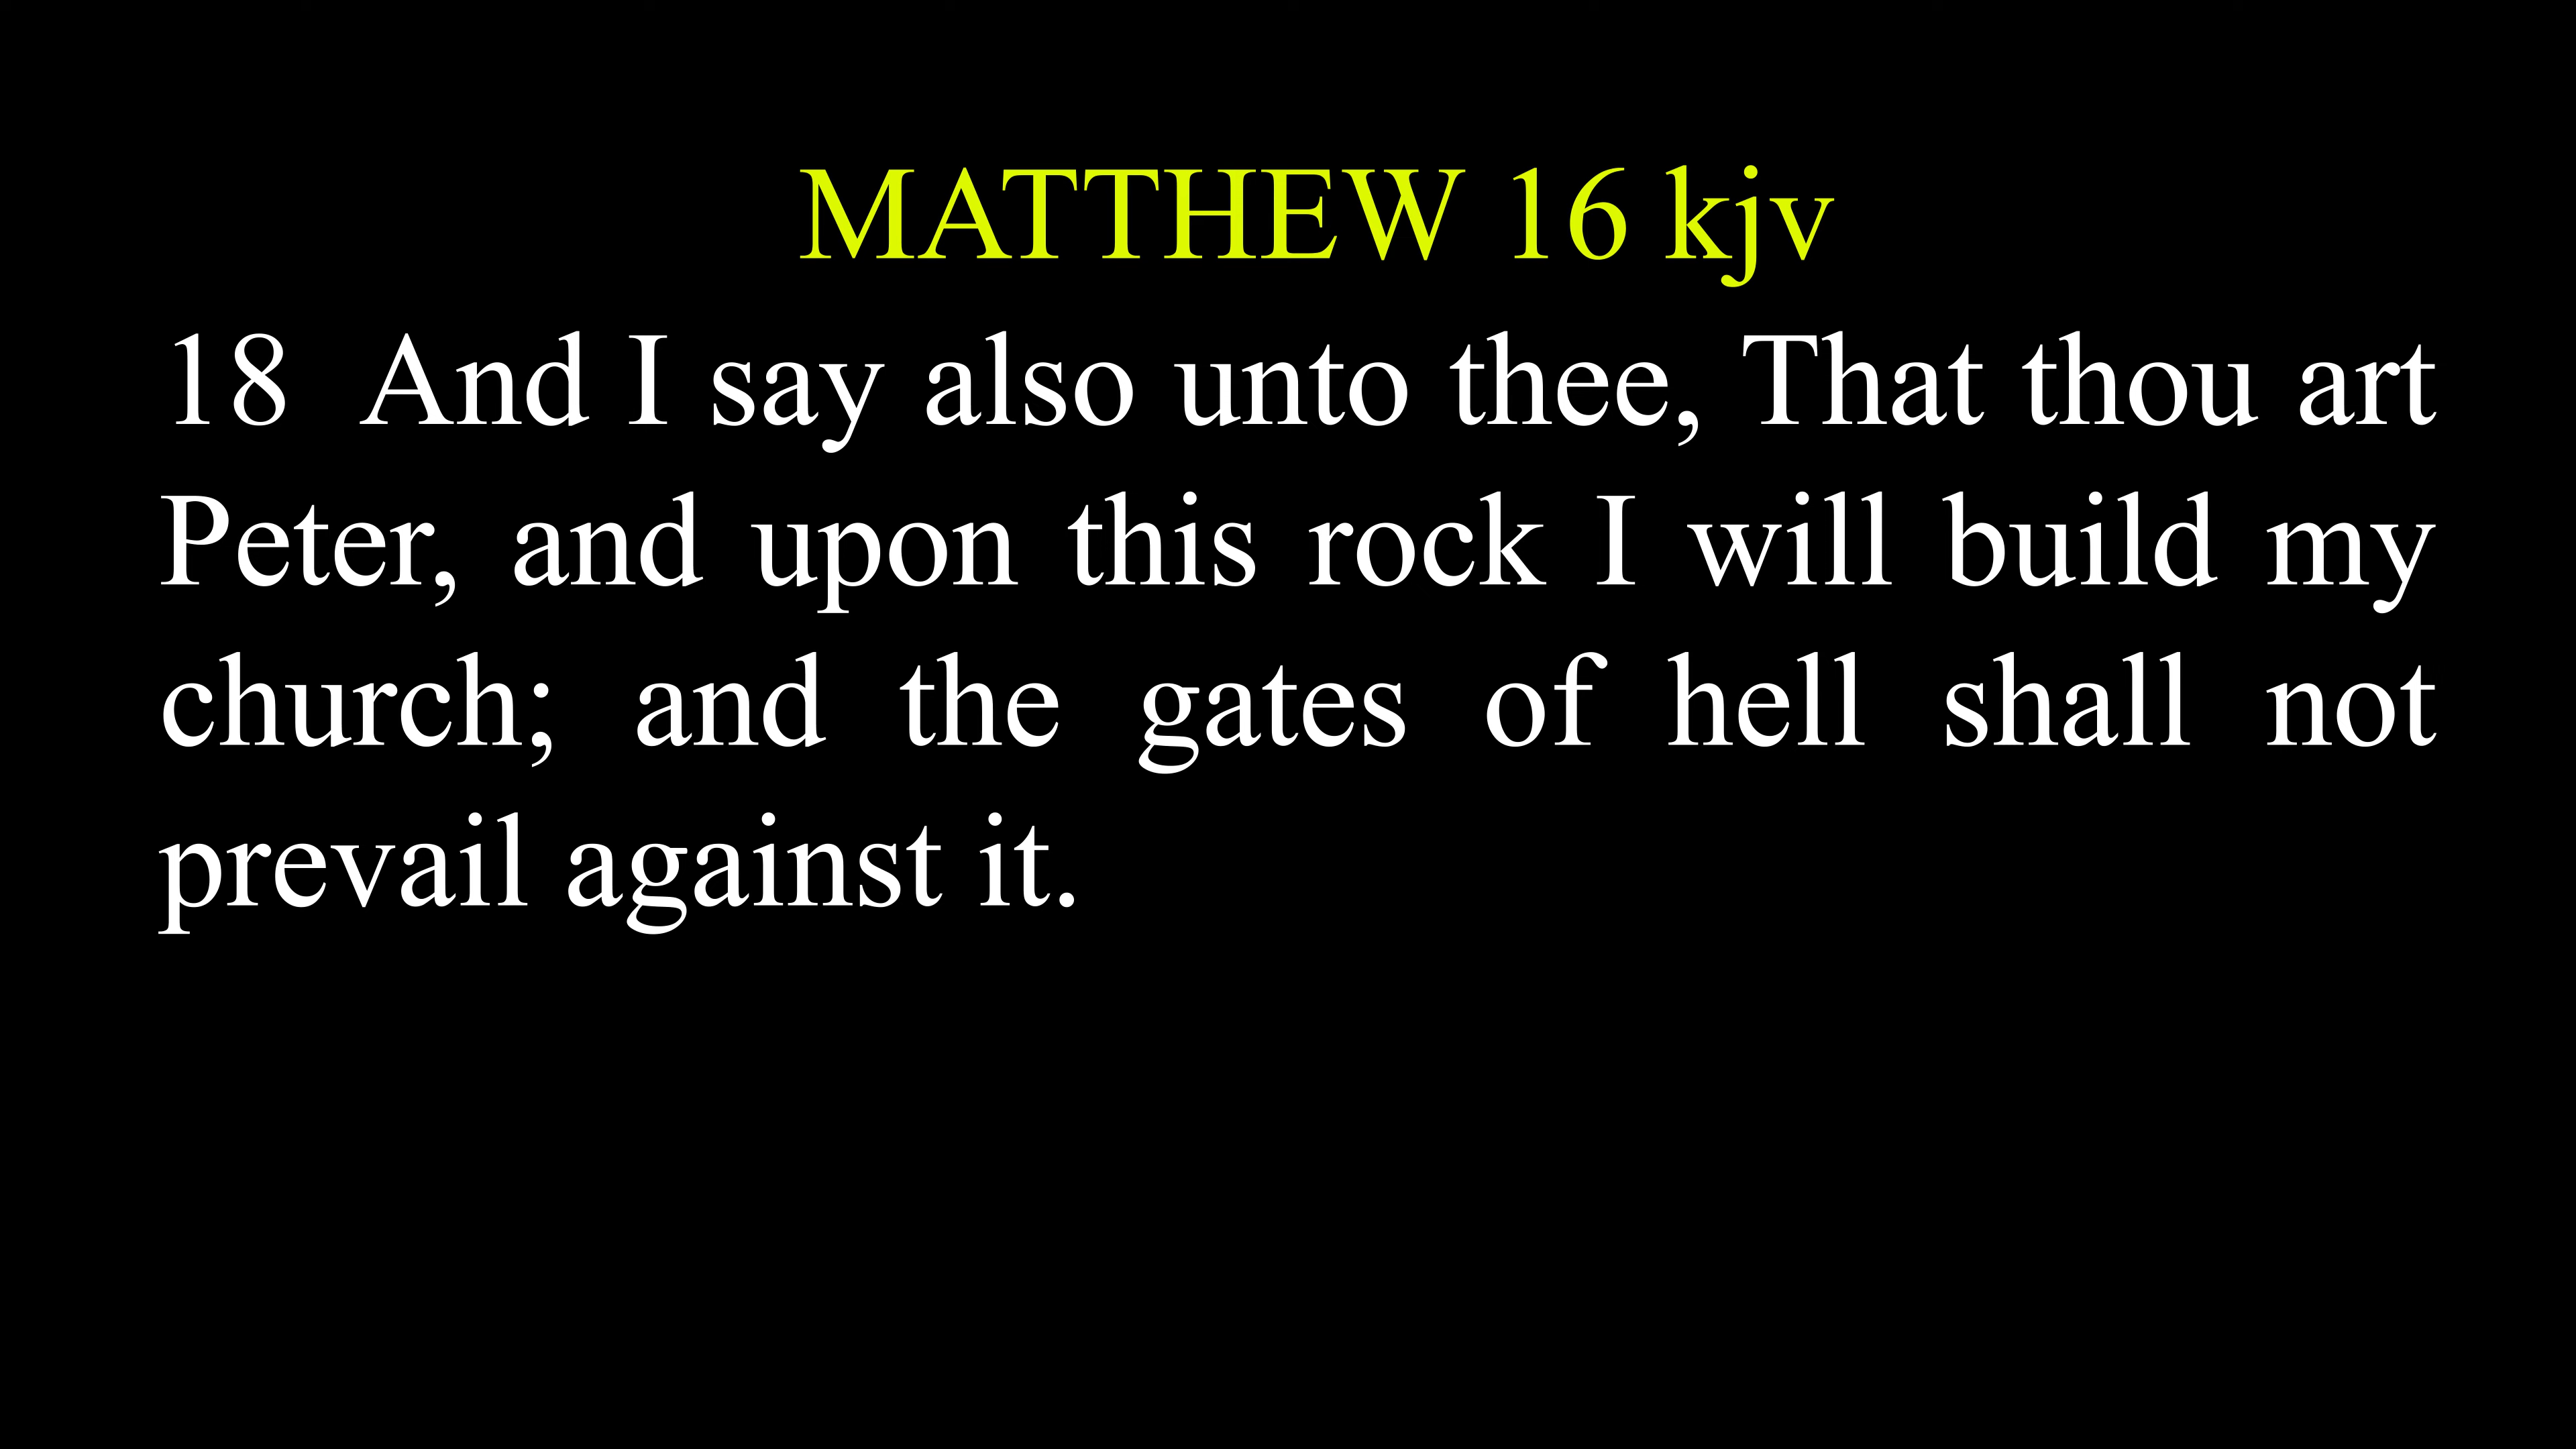 MATTHEW 16 kjv
18 And I say also unto thee, That thou art
Peter, and upon this rock I will build my
church; and the gates of hell shall not
prevail against it.